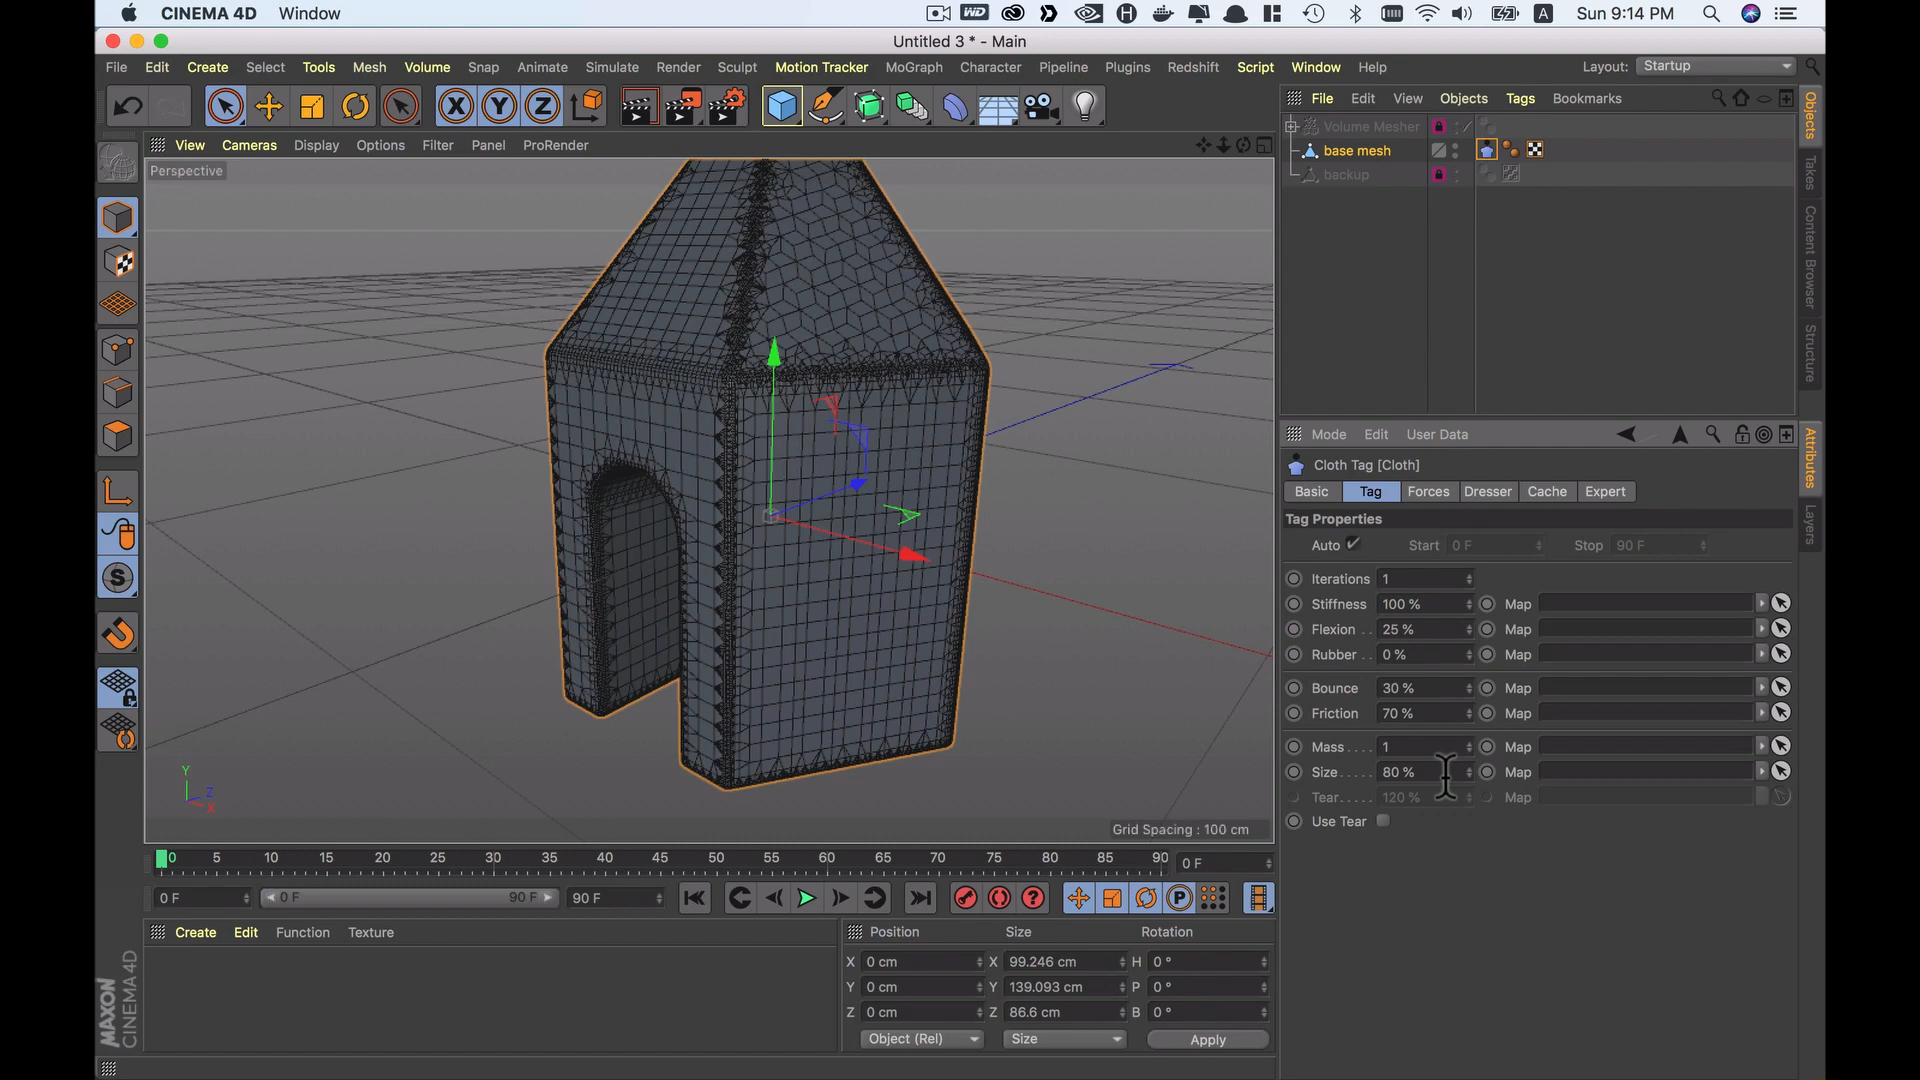 CINEMA 4D Window
A Sun 9:14 PM
Untitled 3 * - Main
File Edit Create Select Tools Mesh Volume Snap Animate Simulate Render Sculpt Motion Tracker MoGraph Character Pipeline Plugins Redshift Script Window Help Layout: Startup
X Y Z
File Edit View Objects Tags Bookmarks
View Cameras Display Options Filter Panel ProRender
Perspective
Volume Mesher
base mesh
backup
Objects
Takes
Content Browser
Structure
Mode Edit User Data
Attributes
Layers
Cloth Tag [Cloth]
Basic Tag Forces Dresser Cache Expert
Tag Properties
Auto Start 0 F Stop 90 F
Iterations 1
Stiffness 100 % Map
Flexion . . 25 % Map
Rubber . . 0 % Map
Bounce 30 % Map
Friction 70 % Map
Mass . . . . 1 Map
Size . . . . . 80 % Map
Tear . . . . . 120 % Map
Use Tear
S
Y
Z
X
Grid Spacing : 100 cm
0 5 10 15 20 25 30 35 40 45 50 55 60 65 70 75 80 85 90 0 F
0 F 0 F 90 F 90 F
? P
Create Edit Function Texture
Position Size Rotation
X 0 cm X 99.246 cm H 0 °
Y 0 cm Y 139.093 cm P 0 °
Z 0 cm Z 86.6 cm B 0 °
Object (Rel) Size Apply
MAXON
CINEMA 4D